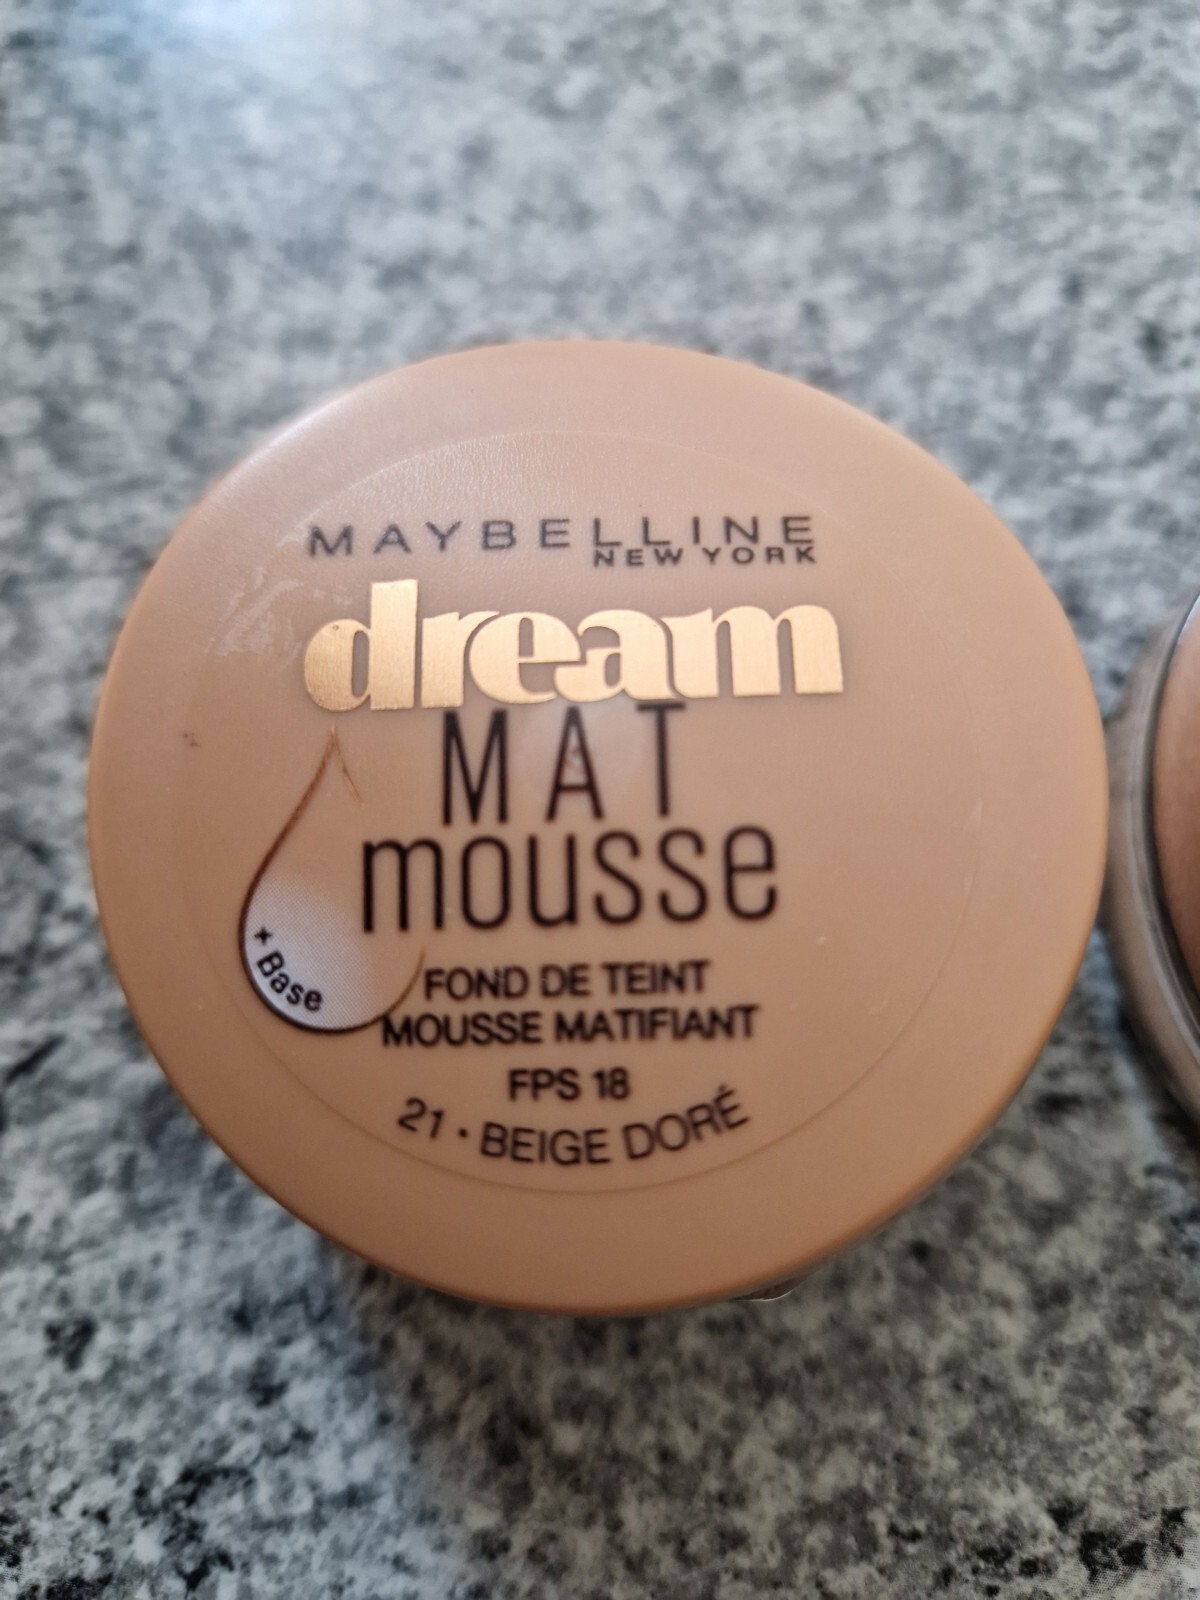 MAYBELLINE
NEW YORK
dream
MAT
mousse
+ Base
FOND DE TEINT
MOUSSE MATIFIANT
FPS 18
21 · BEIGE DORÉ